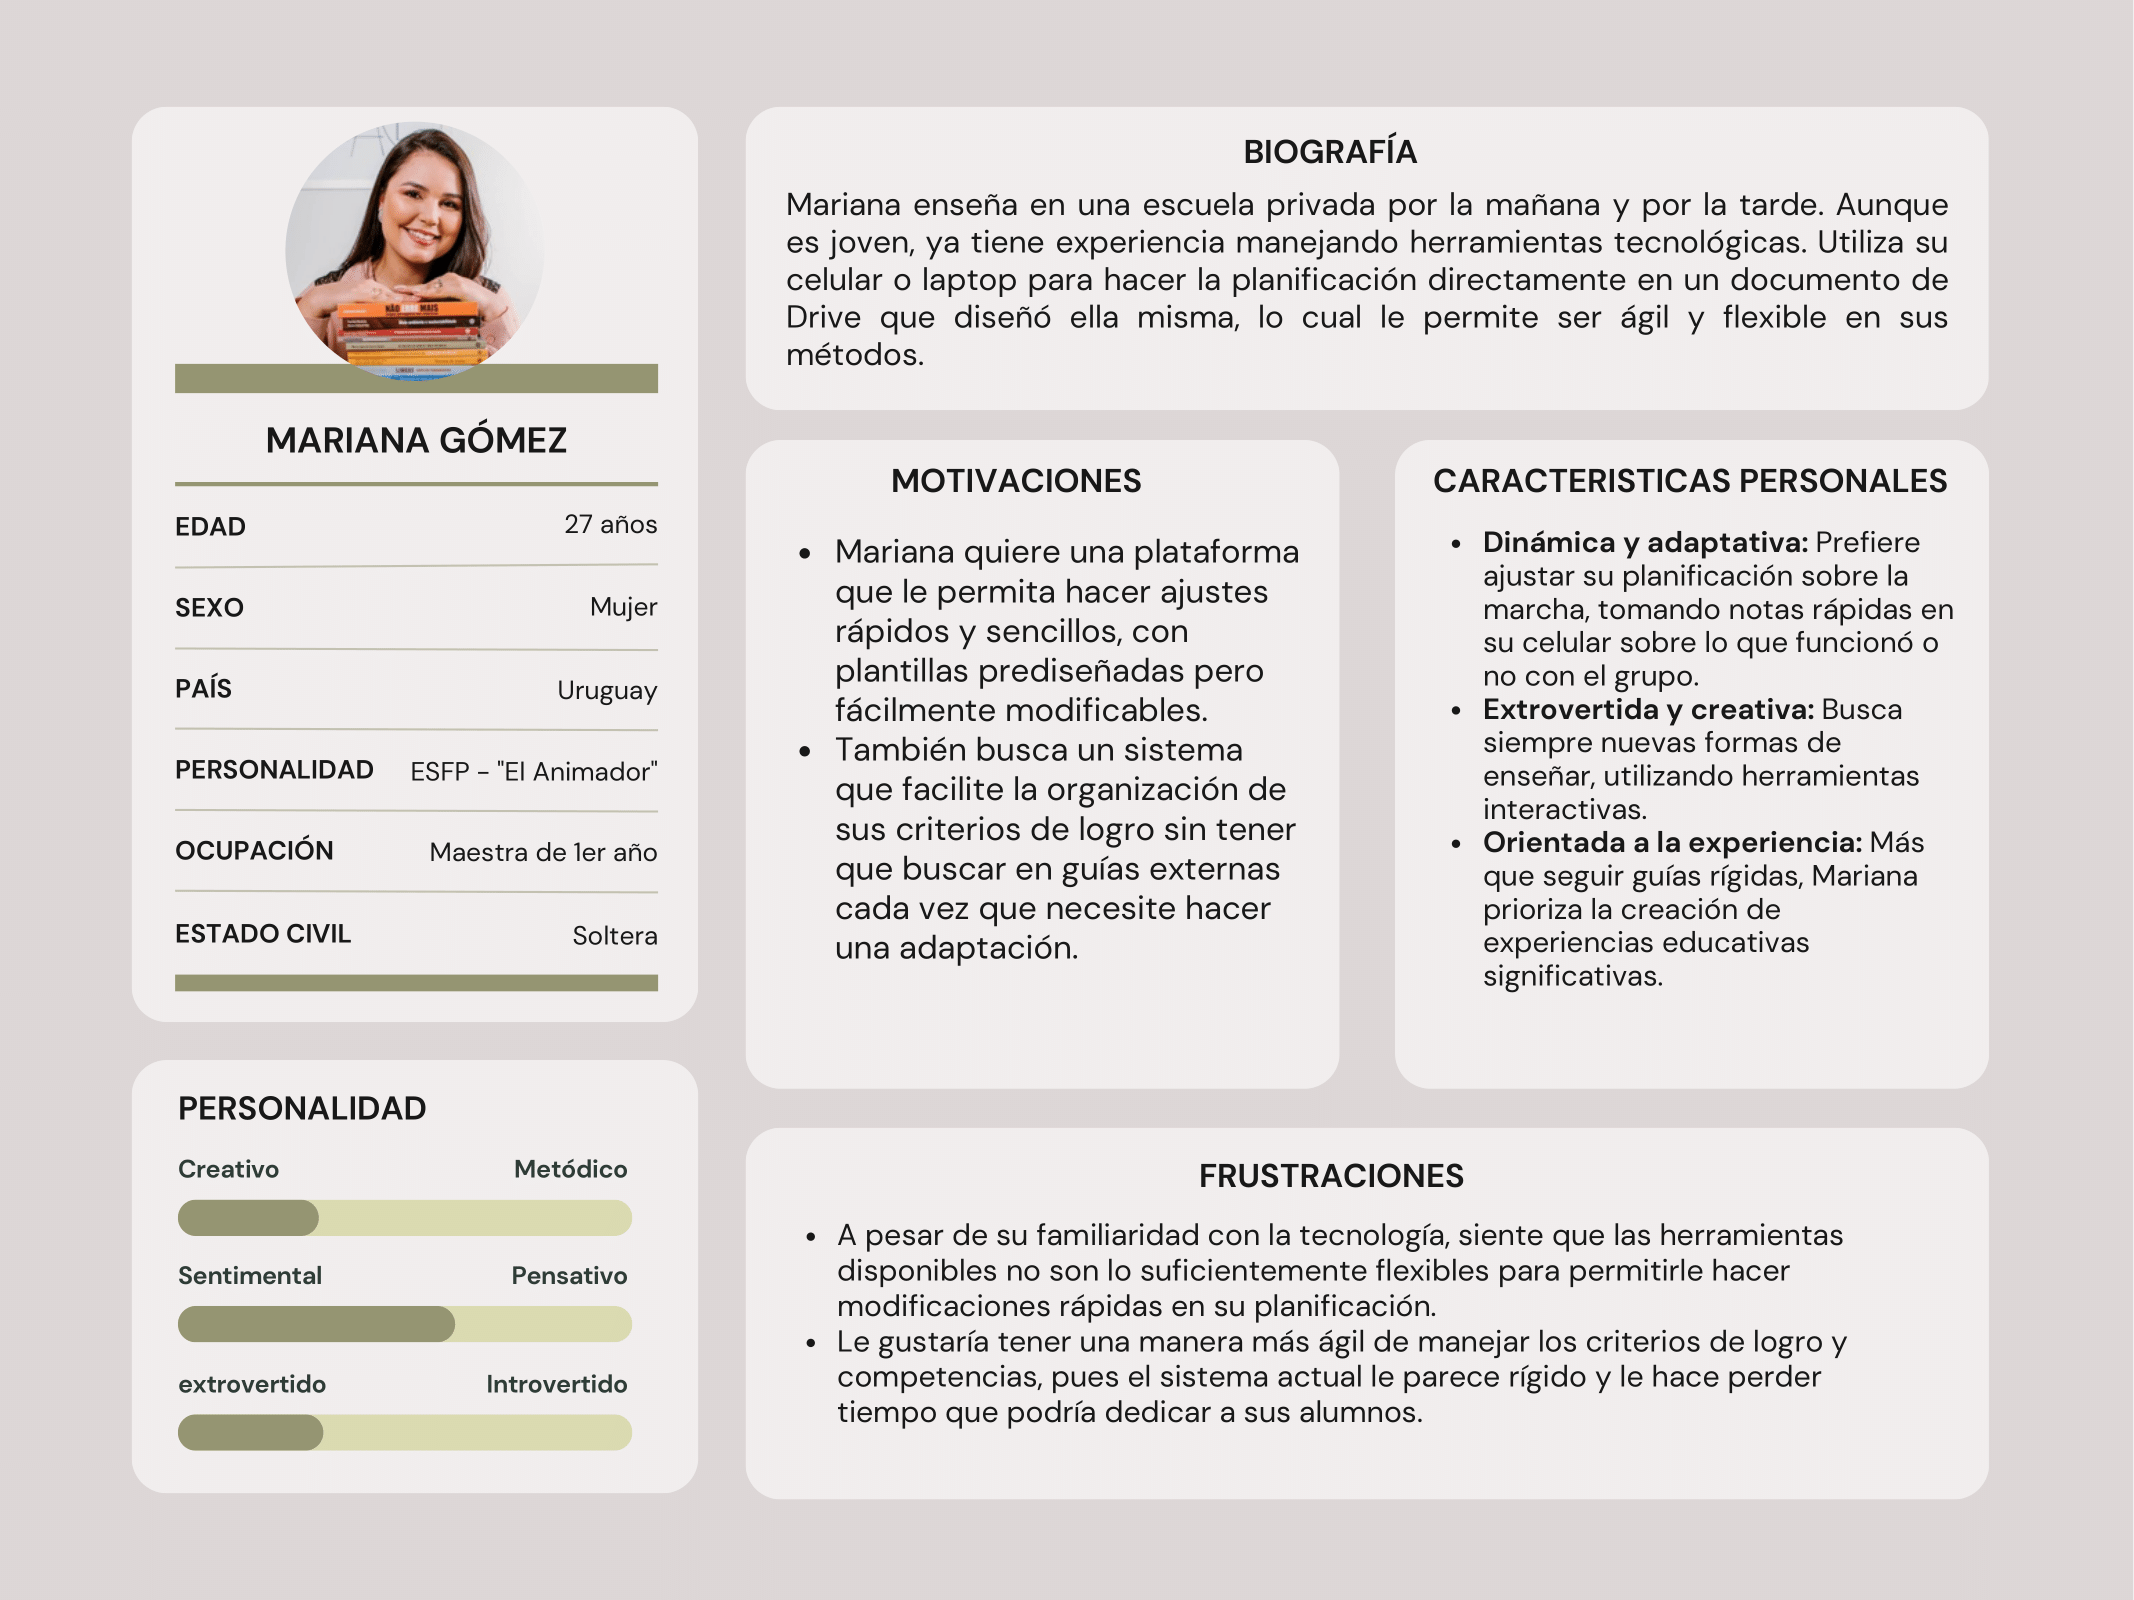 NÃO MAIS
MARIANA GÓMEZ
EDAD 27 años
SEXO Mujer
PAÍS Uruguay
PERSONALIDAD ESFP - "El Animador"
OCUPACIÓN Maestra de 1er año
ESTADO CIVIL Soltera
PERSONALIDAD
Creativo Metódico
Sentimental Pensativo
extrovertido Introvertido
BIOGRAFÍA
Mariana enseña en una escuela privada por la mañana y por la tarde. Aunque
es joven, ya tiene experiencia manejando herramientas tecnológicas. Utiliza su
celular o laptop para hacer la planificación directamente en un documento de
Drive que diseñó ella misma, lo cual le permite ser ágil y flexible en sus
métodos.
MOTIVACIONES
• Mariana quiere una plataforma
que le permita hacer ajustes
rápidos y sencillos, con
plantillas prediseñadas pero
fácilmente modificables.
• También busca un sistema
que facilite la organización de
sus criterios de logro sin tener
que buscar en guías externas
cada vez que necesite hacer
una adaptación.
CARACTERISTICAS PERSONALES
• Dinámica y adaptativa: Prefiere
ajustar su planificación sobre la
marcha, tomando notas rápidas en
su celular sobre lo que funcionó o
no con el grupo.
• Extrovertida y creativa: Busca
siempre nuevas formas de
enseñar, utilizando herramientas
interactivas.
• Orientada a la experiencia: Más
que seguir guías rígidas, Mariana
prioriza la creación de
experiencias educativas
significativas.
FRUSTRACIONES
• A pesar de su familiaridad con la tecnología, siente que las herramientas
disponibles no son lo suficientemente flexibles para permitirle hacer
modificaciones rápidas en su planificación.
• Le gustaría tener una manera más ágil de manejar los criterios de logro y
competencias, pues el sistema actual le parece rígido y le hace perder
tiempo que podría dedicar a sus alumnos.